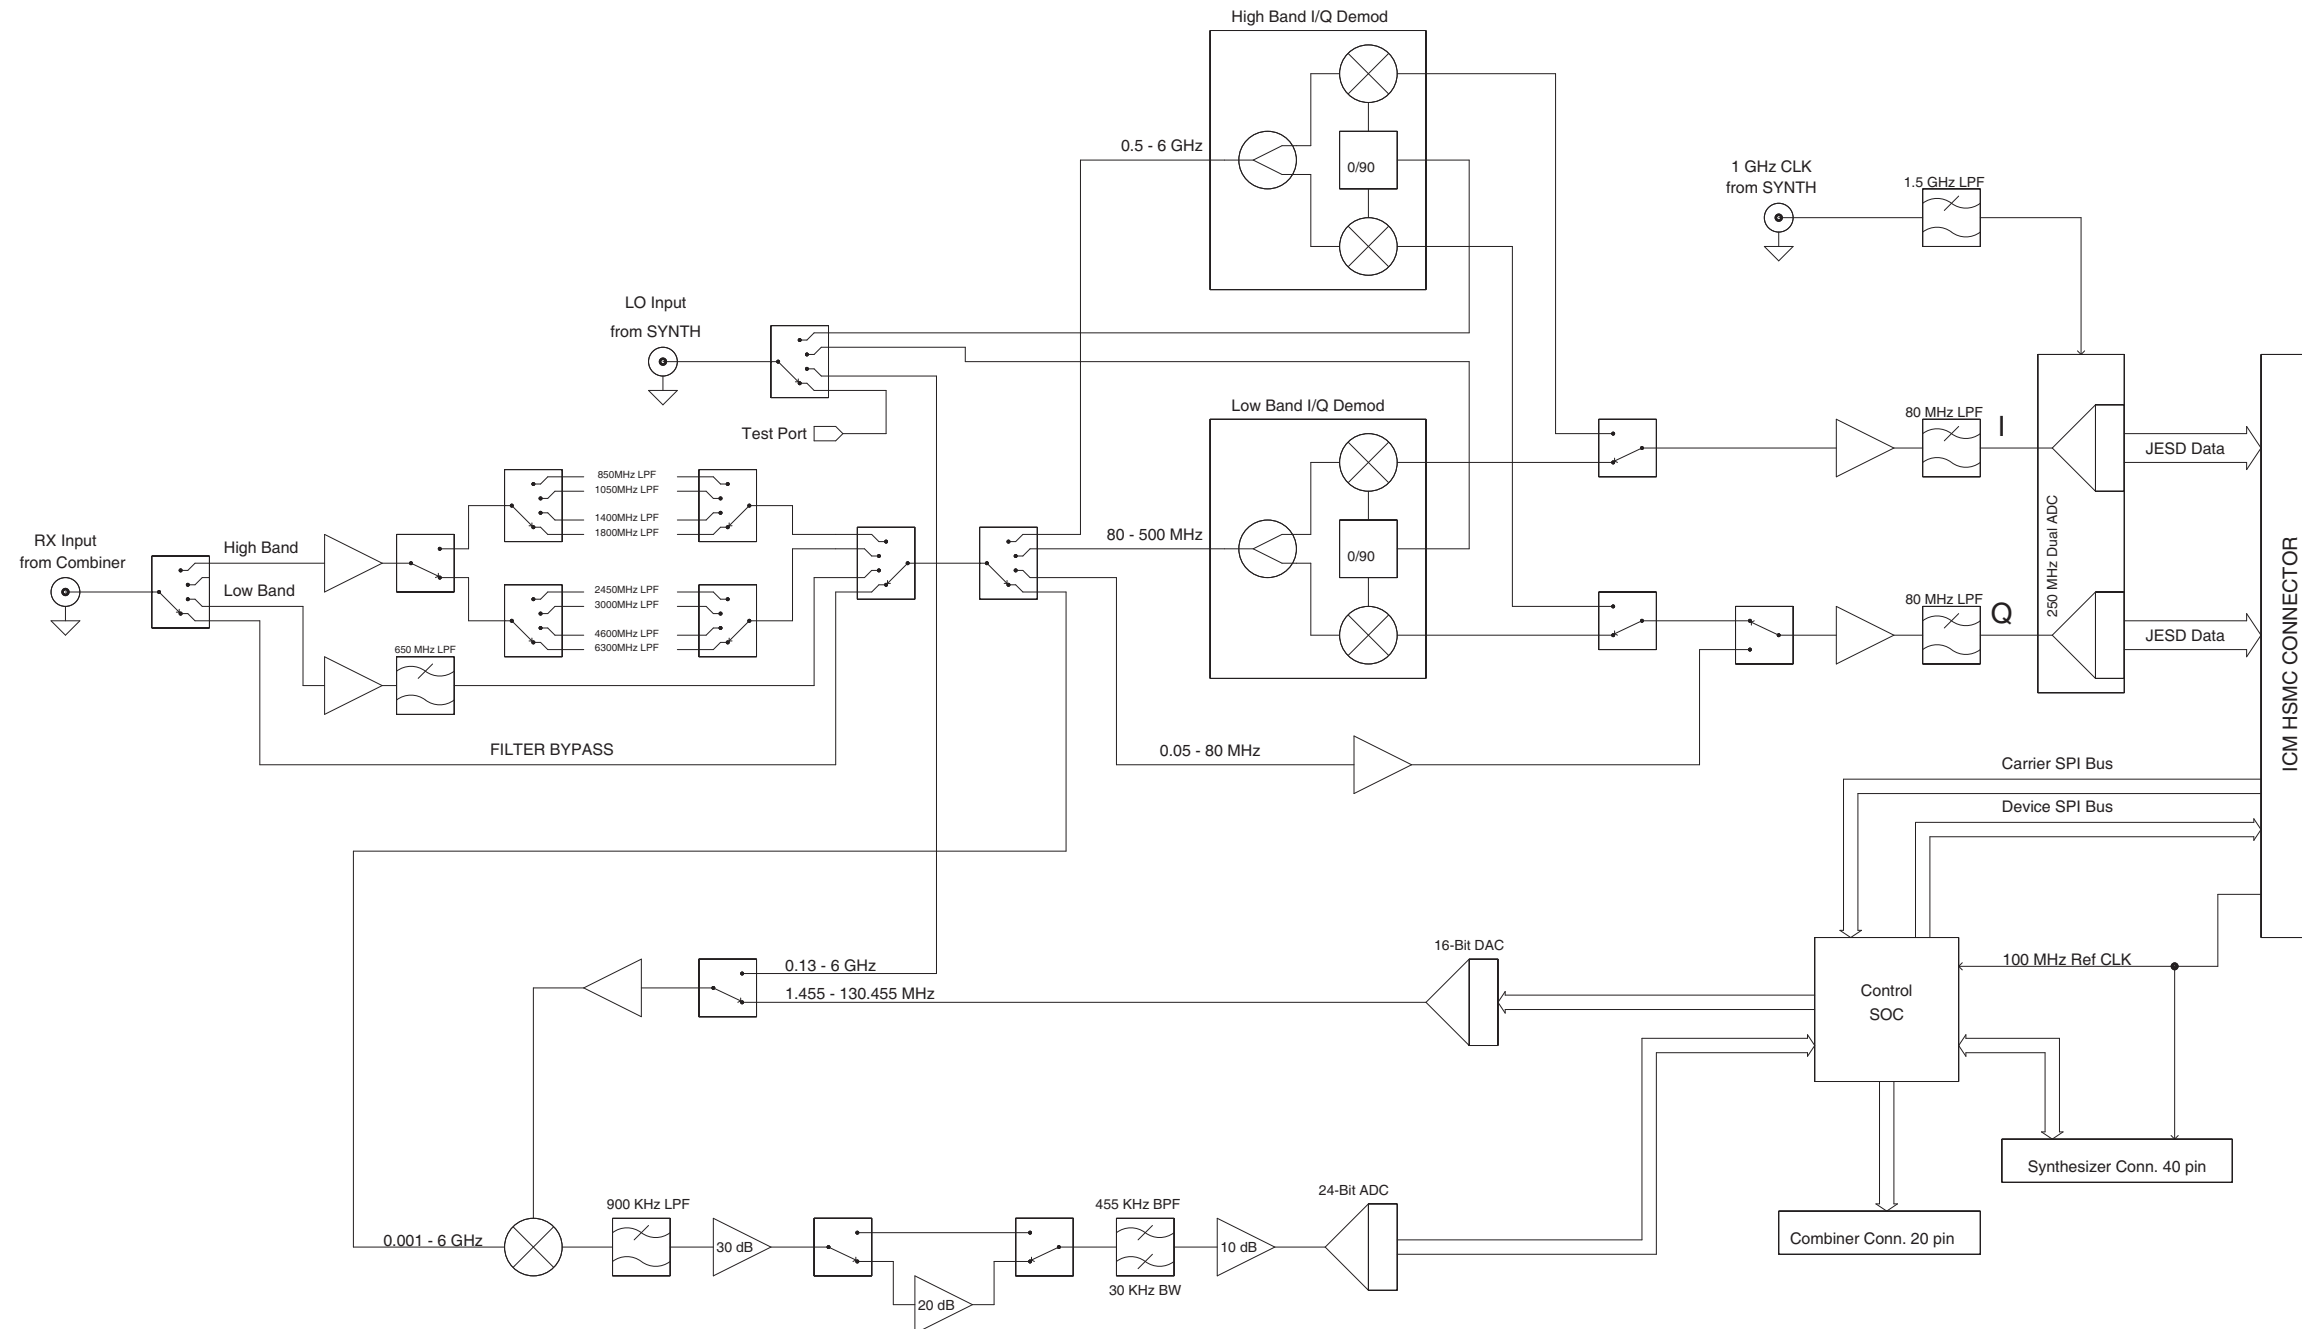 High Band I/Q Demod
0.5 - 6 GHz
0/90
1 GHz CLK
from SYNTH
1.5 GHz LPF
LO Input
from SYNTH
Test Port
Low Band I/Q Demod
80 - 500 MHz
0/90
80 MHz LPF
I
JESD Data
250 MHz Dual ADC
80 MHz LPF
Q
JESD Data
ICM HSMC CONNECTOR
850MHz LPF
1050MHz LPF
1400MHz LPF
1800MHz LPF
RX Input
from Combiner
High Band
Low Band
2450MHz LPF
3000MHz LPF
4600MHz LPF
6300MHz LPF
650 MHz LPF
FILTER BYPASS
0.05 - 80 MHz
Carrier SPI Bus
Device SPI Bus
16-Bit DAC
0.13 - 6 GHz
1.455 - 130.455 MHz
100 MHz Ref CLK
Control
SOC
Synthesizer Conn. 40 pin
Combiner Conn. 20 pin
0.001 - 6 GHz
900 KHz LPF
30 dB
20 dB
455 KHz BPF
30 KHz BW
10 dB
24-Bit ADC